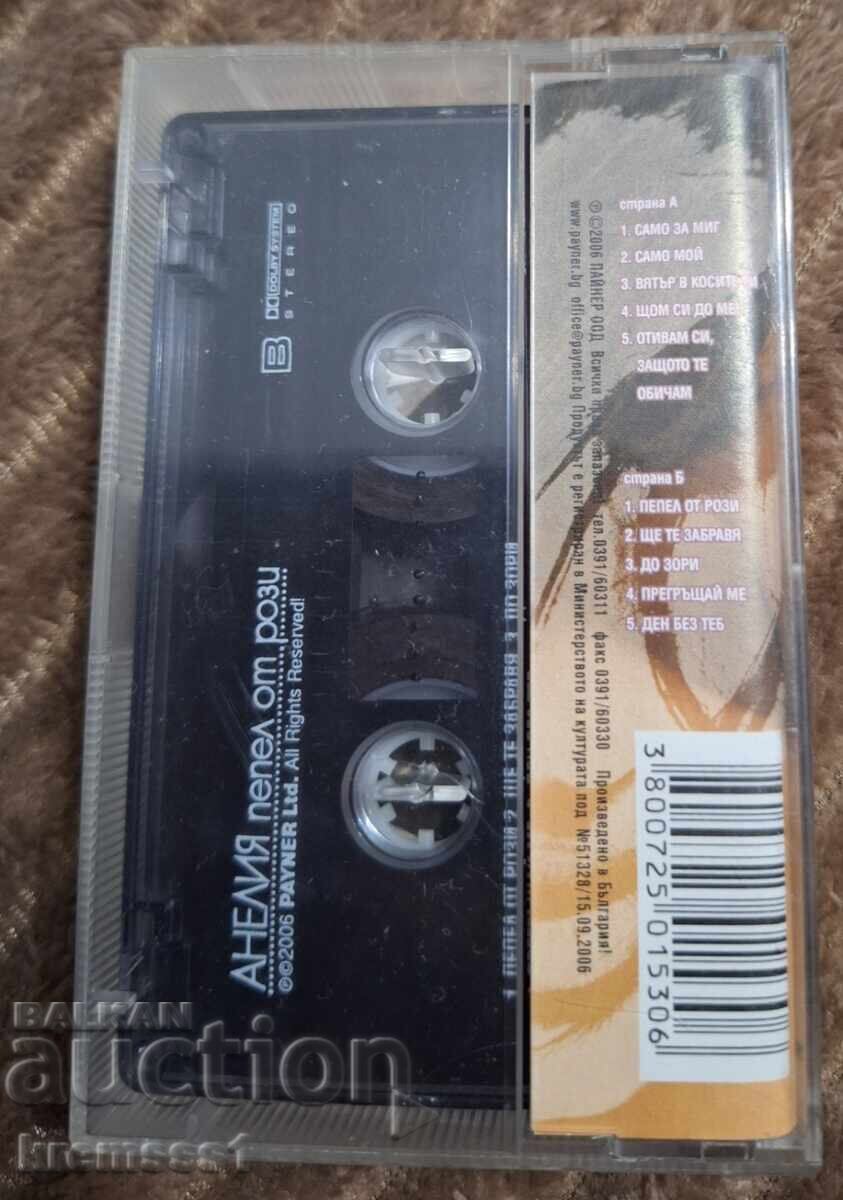 страна А
1. САМО ЗА МИГ
2. САМО МОЙ
3. ВЯТЪР В КОСИТЕ
4. ЩОМ СИ ДО МЕН
5. ОТИВАМ СИ,
ЗАЩОТО ТЕ
ОБИЧАМ
страна Б
1. ПЕПЕЛ ОТ РОЗИ
2. ЩЕ ТЕ ЗАБРАВЯ
3. ДО ЗОРИ
4. ПРЕГРЪЩАЙ МЕ
5. ДЕН БЕЗ ТЕБ
℗©2006 ПАЙНЕР ООД Всички права запазени! тел.0391/60311 факс 0391/60330 Произведено в България!
www.payner.bg office@payner.bg Продуктът е регистриран в Министерството на културата под №51328/15.09.2006
3 800725 015306
DOLBY SYSTEM
STEREO
B
АНЕЛИЯ пепел от рози
℗©2006 PAYNER Ltd. All Rights Reserved!
1. ПЕПЕЛ ОТ РОЗИ 2. ЩЕ ТЕ ЗАБРАВЯ 3. ДО ЗОРИ
BALKAN
auction
kremsss1